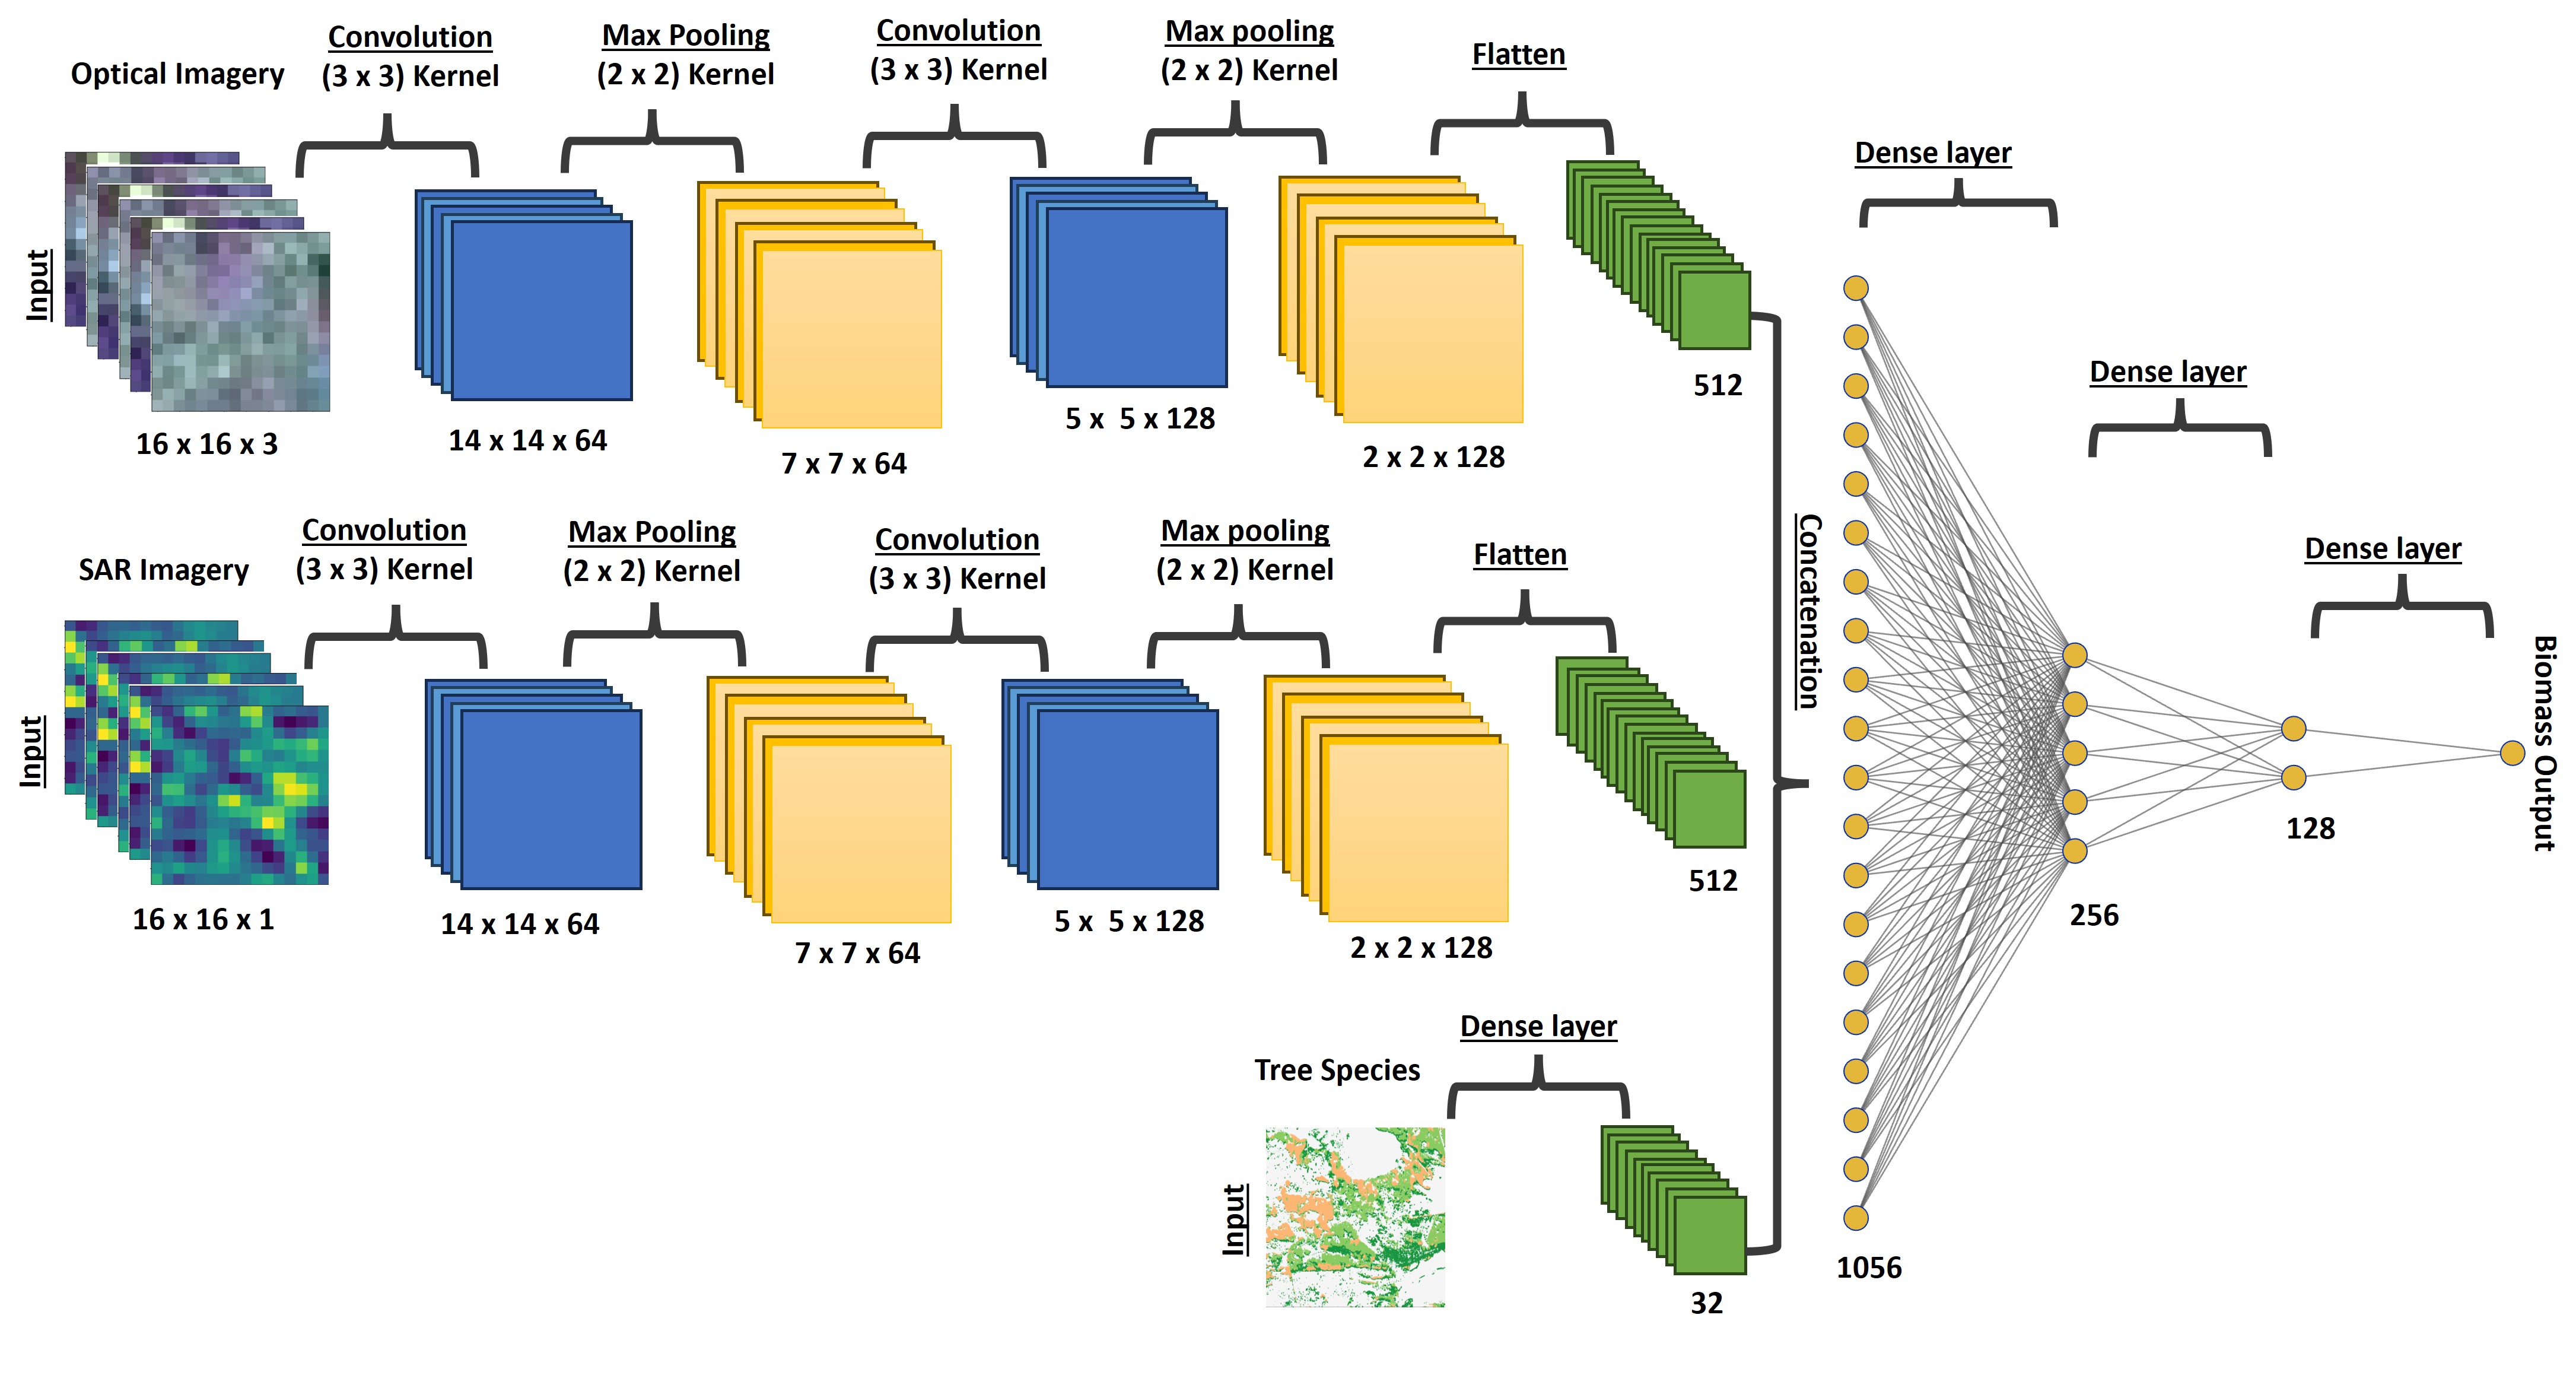 Optical Imagery
Convolution
(3 x 3) Kernel
Max Pooling
(2 x 2) Kernel
Convolution
(3 x 3) Kernel
Max pooling
(2 x 2) Kernel
Flatten
Input
16 x 16 x 3
14 x 14 x 64
7 x 7 x 64
5 x  5 x 128
2 x 2 x 128
512
SAR Imagery
Convolution
(3 x 3) Kernel
Max Pooling
(2 x 2) Kernel
Convolution
(3 x 3) Kernel
Max pooling
(2 x 2) Kernel
Flatten
Input
16 x 16 x 1
14 x 14 x 64
7 x 7 x 64
5 x  5 x 128
2 x 2 x 128
512
Tree Species
Dense layer
Input
32
Concatenation
Dense layer
1056
Dense layer
256
Dense layer
128
Biomass Output